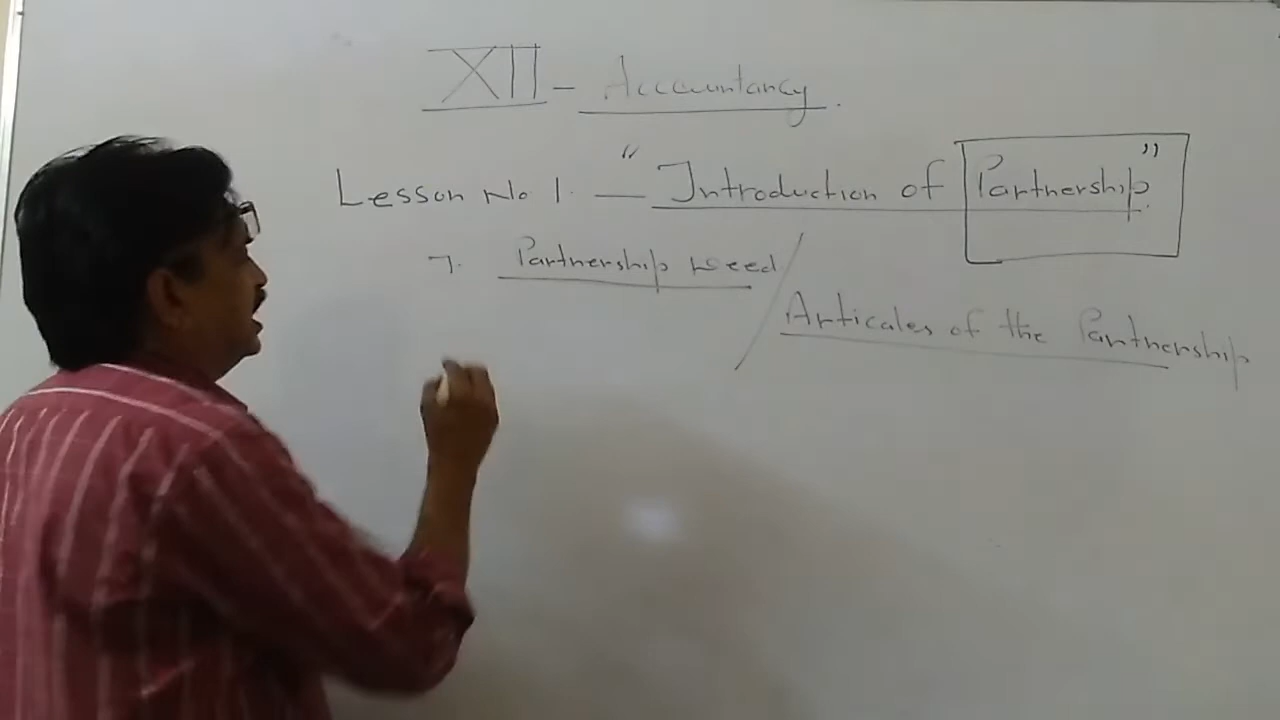 XII - Accountancy.
Lesson No 1. — "Introduction of Partnership"
7. Partnership Deed /
Articales of the Partnership